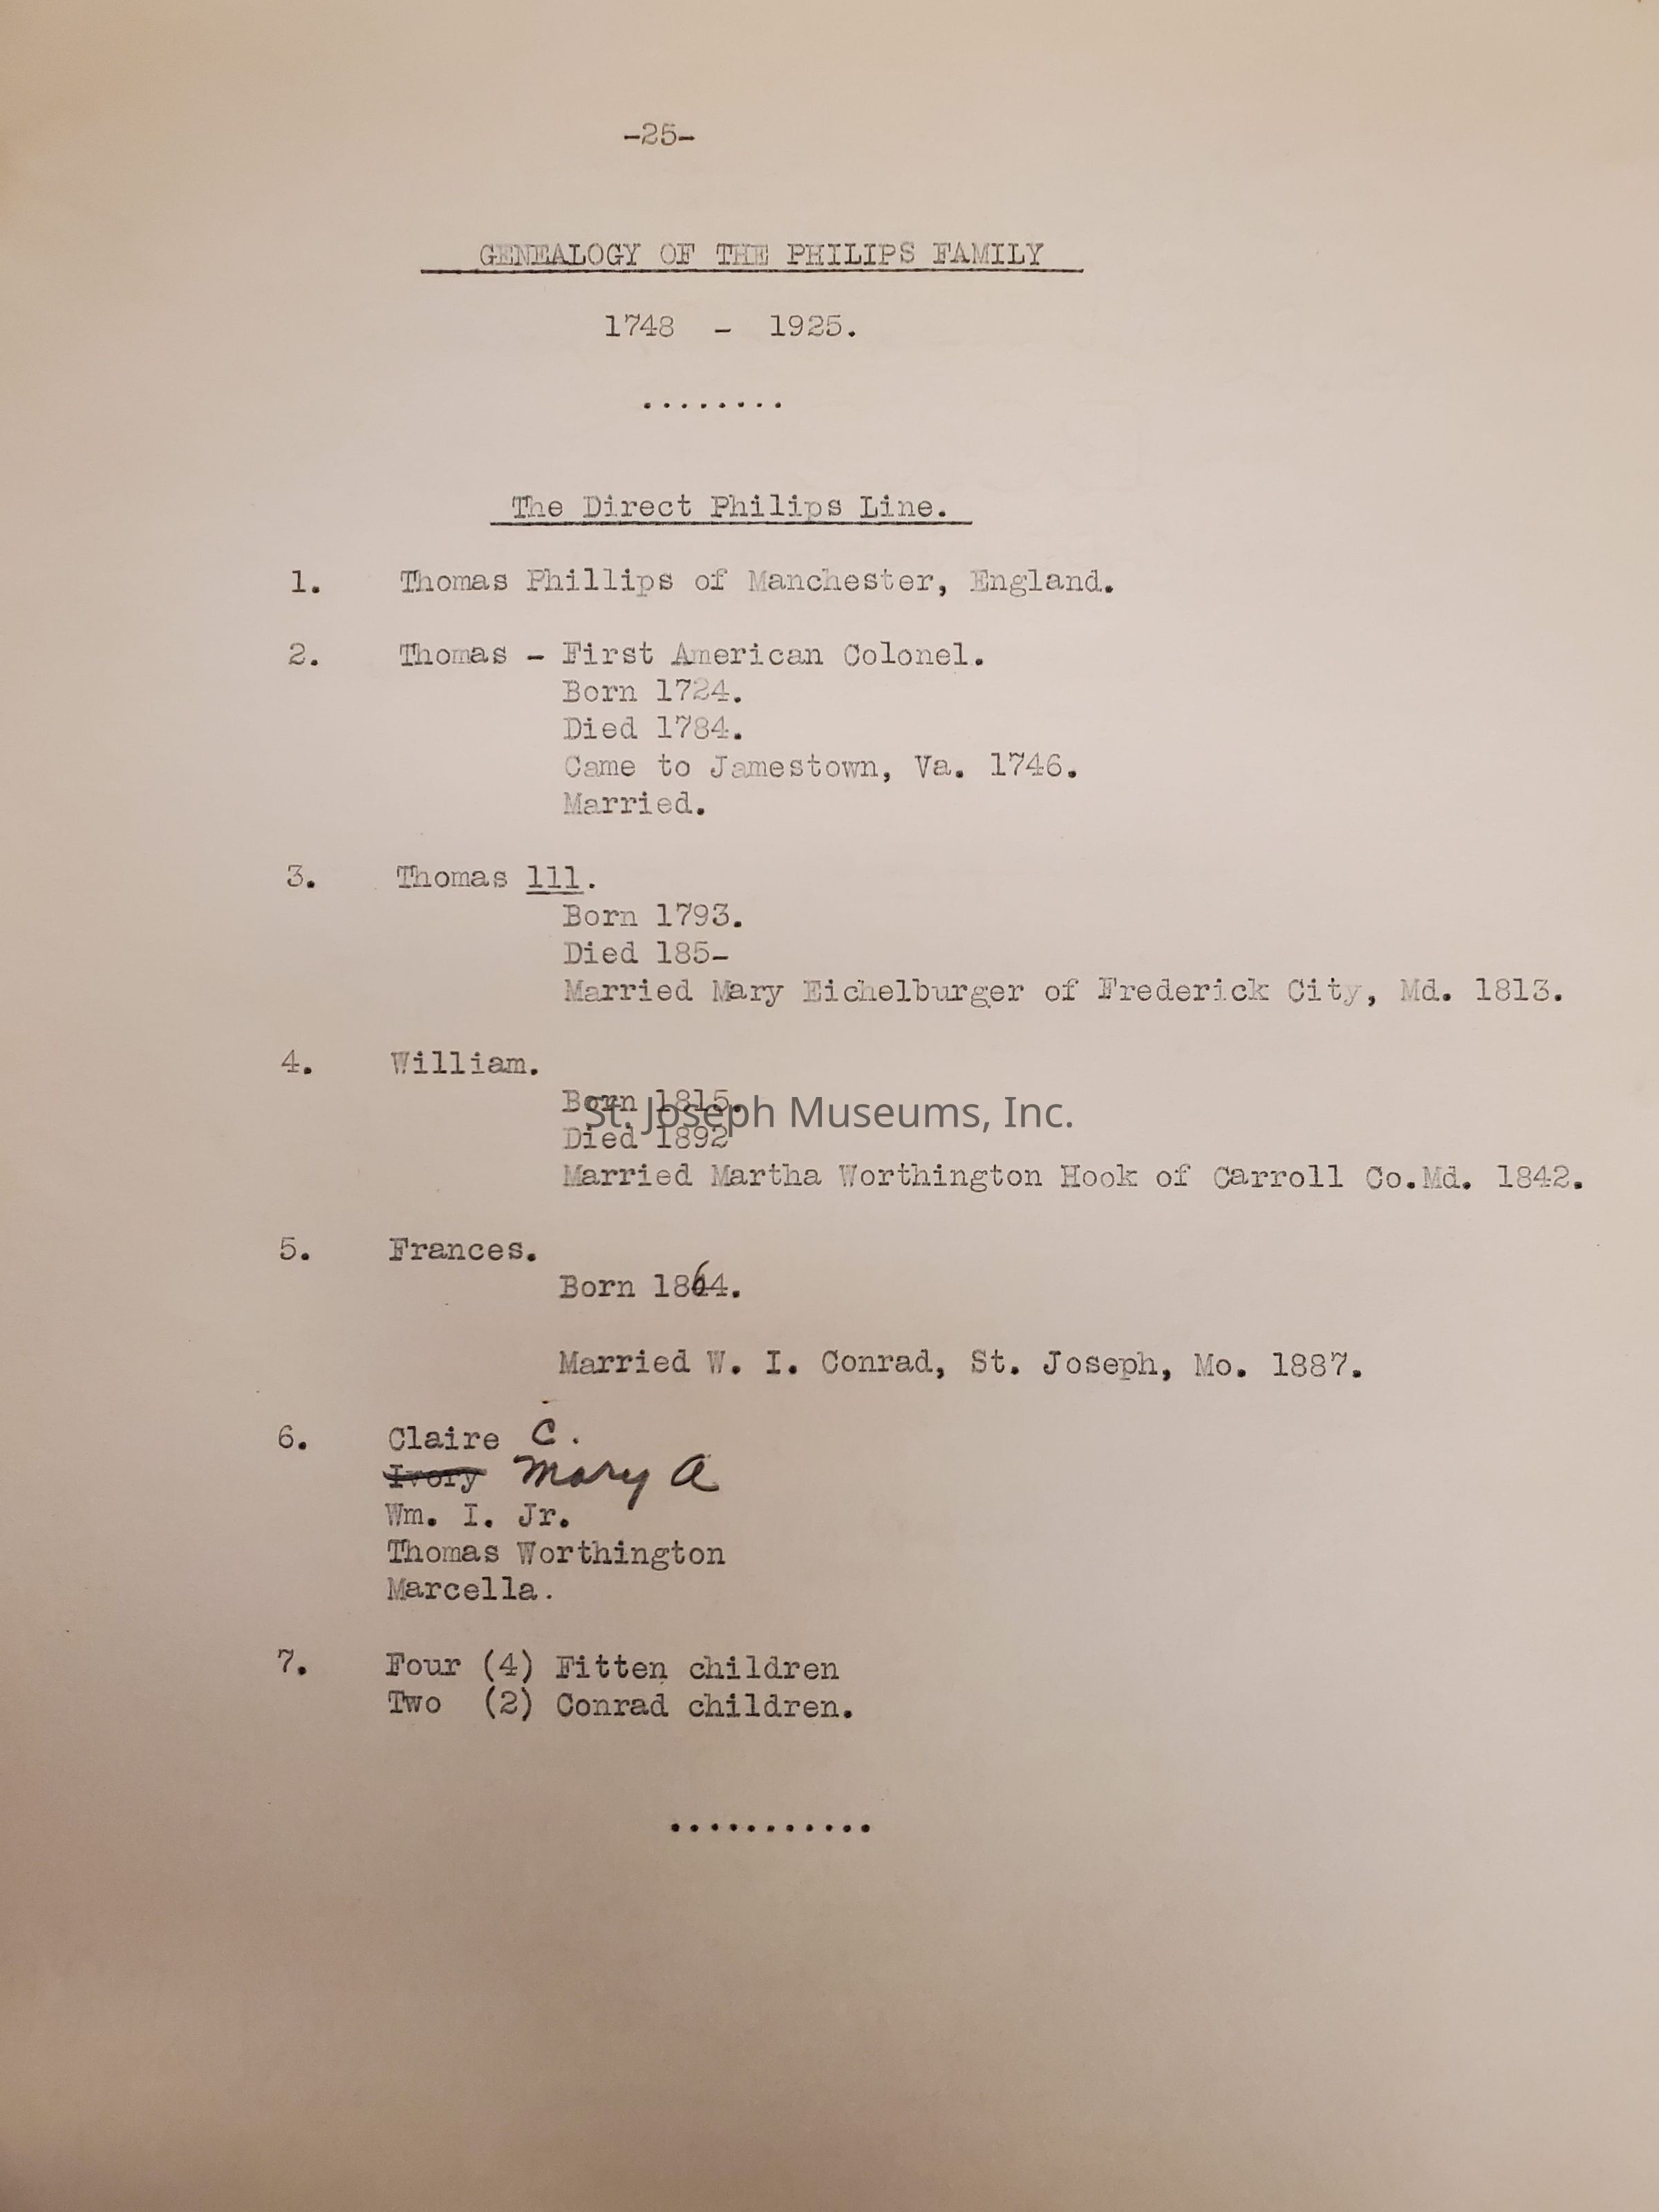 -25-
GENEALOGY OF THE PHILIPS FAMILY
1748 - 1925.
........
The Direct Philips Line.
1. Thomas Phillips of Manchester, England.
2. Thomas - First American Colonel.
Born 1724.
Died 1784.
Came to Jamestown, Va. 1746.
Married.
3. Thomas lll.
Born 1793.
Died 185-
Married Mary Eichelburger of Frederick City, Md. 1813.
4. William.
Born 1815.
St. Joseph Museums, Inc.
Died 1892
Married Martha Worthington Hook of Carroll Co.Md. 1842.
5. Frances.
Born 1864.
Married W. I. Conrad, St. Joseph, Mo. 1887.
6. Claire C.
Ivory Mary A
Wm. I. Jr.
Thomas Worthington
Marcella.
7. Four (4) Fitten children
Two (2) Conrad children.
...........